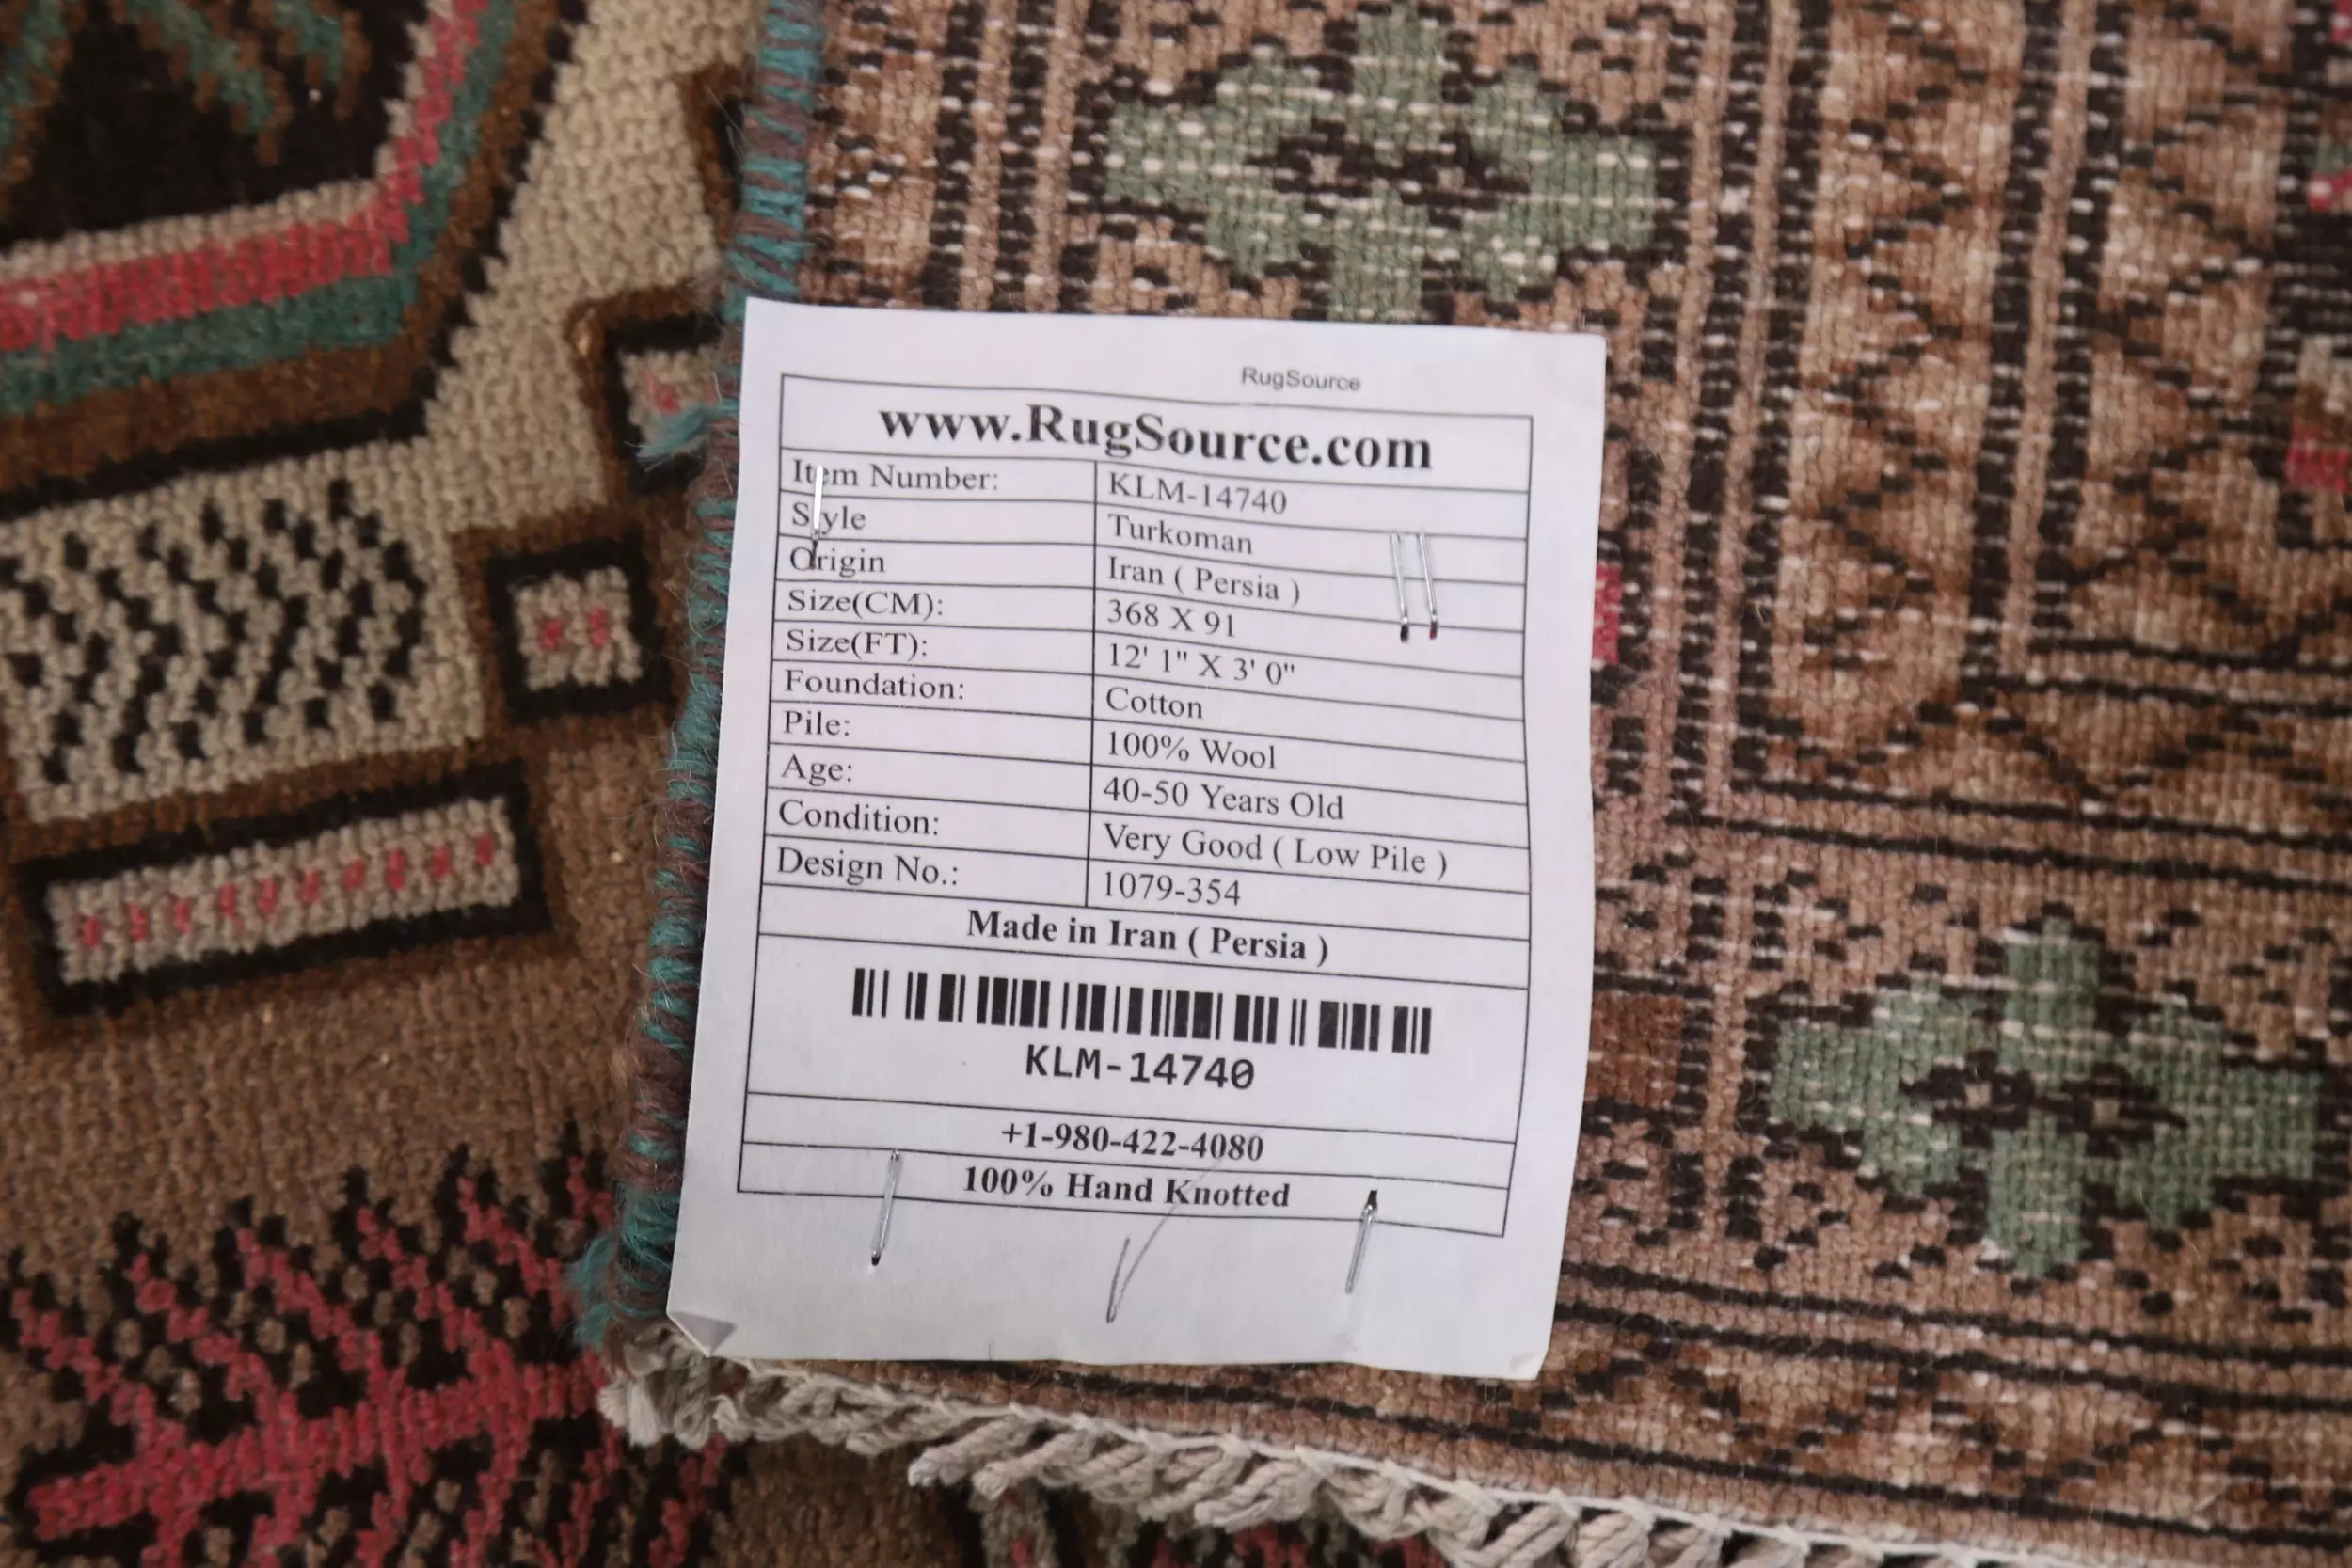 RugSource
www.RugSource.com
Item Number: KLM-14740
Style Turkoman
Origin Iran ( Persia )
Size(CM): 368 X 91
Size(FT): 12' 1" X 3' 0"
Foundation: Cotton
Pile: 100% Wool
Age: 40-50 Years Old
Condition: Very Good ( Low Pile )
Design No.: 1079-354
Made in Iran ( Persia )
KLM-14740
+1-980-422-4080
100% Hand Knotted